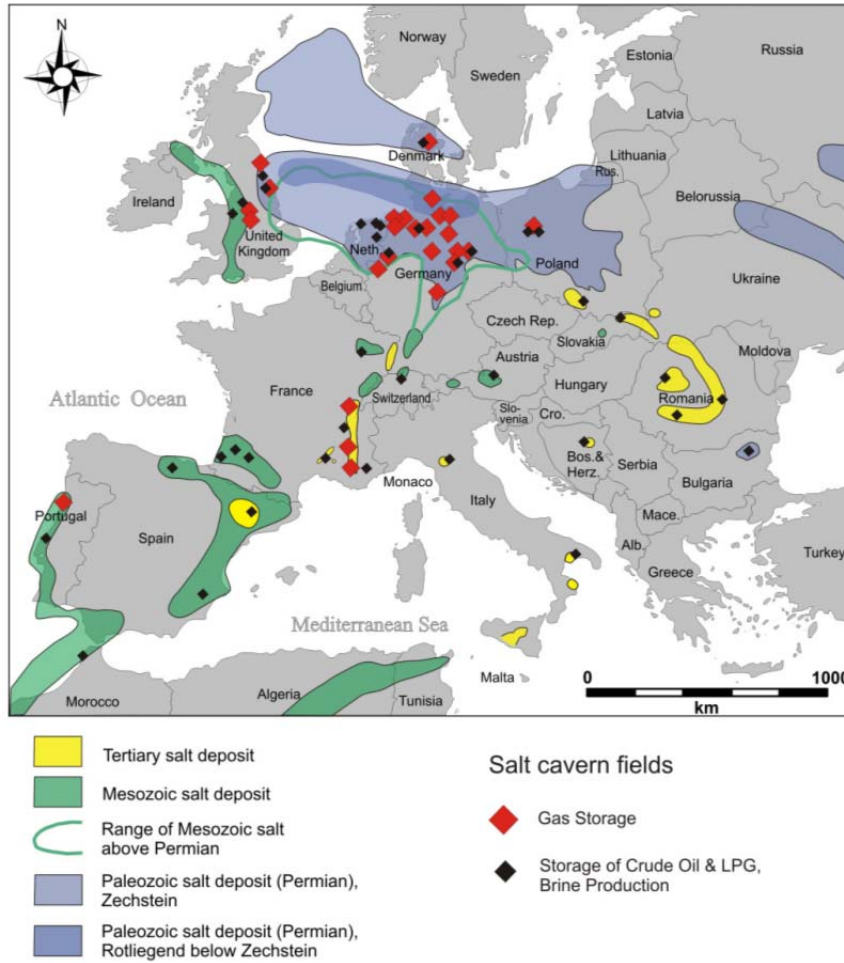 N
Norway
Sweden
Estonia
Russia
Latvia
Lithuania
Rus.
Denmark
Belorussia
Ireland
United
Kingdom
Neth.
Germany
Poland
Belgium
Ukraine
Czech Rep.
Slovakia
Moldova
Austria
Atlantic Ocean
France
Switzerland
Hungary
Romania
Slo-
venia
Cro.
Bos.&
Herz.
Serbia
Monaco
Italy
Bulgaria
Portugal
Spain
Mace.
Alb.
Greece
Turkey
Mediterranean Sea
Malta
0
1000
km
Morocco
Algeria
Tunisia
Tertiary salt deposit
Mesozoic salt deposit
Range of Mesozoic salt
above Permian
Paleozoic salt deposit (Permian),
Zechstein
Paleozoic salt deposit (Permian),
Rotliegend below Zechstein
Salt cavern fields
Gas Storage
Storage of Crude Oil & LPG,
Brine Production